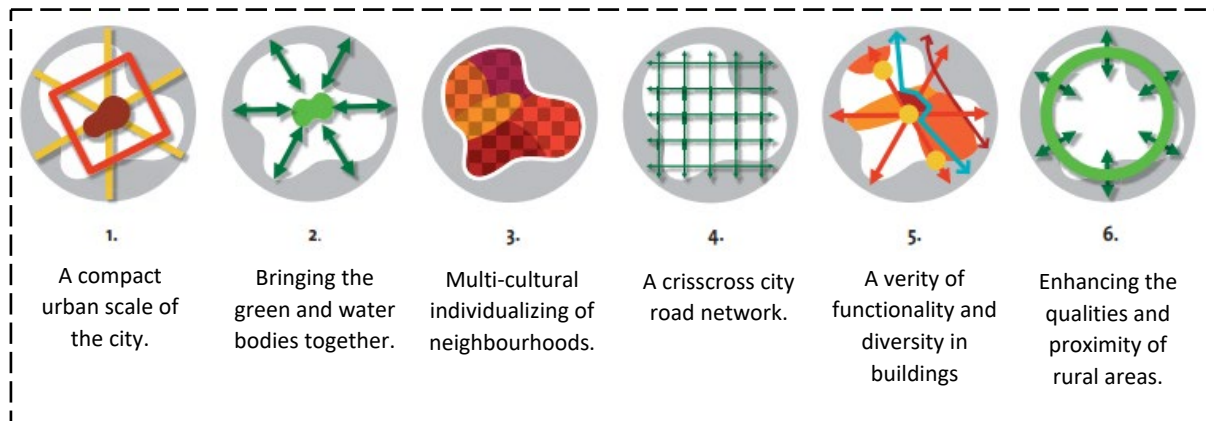 1.
A compact
urban scale of
the city.
2.
Bringing the
green and water
bodies together.
3.
Multi-cultural
individualizing of
neighbourhoods.
4.
A crisscross city
road network.
5.
A verity of
functionality and
diversity in
buildings
6.
Enhancing the
qualities and
proximity of
rural areas.